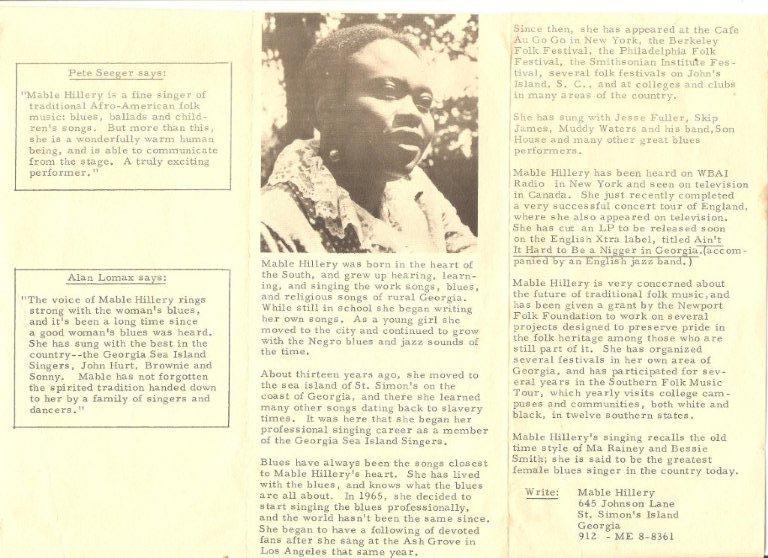 Pete Seeger says:
"Mable Hillery is a fine singer of
traditional Afro-American folk
music: blues, ballads and child-
ren's songs. But more than this,
she is a wonderfully warm human
being, and is able to communicate
from the stage. A truly exciting
performer."
Alan Lomax says:
"The voice of Mable Hillery rings
strong with the woman's blues,
and it's been a long time since
a good woman's blues was heard.
She has sung with the best in the
country--the Georgia Sea Island
Singers, John Hurt, Brownie and
Sonny. Mable has not forgotten
the spirited tradition handed down
to her by a family of singers and
dancers."
Mable Hillery was born in the heart of
the South, and grew up hearing, learn-
ing, and singing the work songs, blues,
and religious songs of rural Georgia.
While still in school she began writing
her own songs. As a young girl she
moved to the city and continued to grow
with the Negro blues and jazz sounds of
the time.
About thirteen years ago, she moved to
the sea island of St. Simon's on the
coast of Georgia, and there she learned
many other songs dating back to slavery
times. It was here that she began her
professional singing career as a member
of the Georgia Sea Island Singers.
Blues have always been the songs closest
to Mable Hillery's heart. She has lived
with the blues, and knows what the blues
are all about. In 1965, she decided to
start singing the blues professionally,
and the world hasn't been the same since.
She began to have a following of devoted
fans after she sang at the Ash Grove in
Los Angeles that same year.
Since then, she has appeared at the Cafe
Au Go Go in New York, the Berkeley
Folk Festival, the Philadelphia Folk
Festival, the Smithsonian Institute Fes-
tival, several folk festivals on John's
Island, S. C., and at colleges and clubs
in many areas of the country.
She has sung with Jesse Fuller, Skip
James, Muddy Waters and his band, Son
House and many other great blues
performers.
Mable Hillery has been heard on WBAI
Radio in New York and seen on television
in Canada. She just recently completed
a very successful concert tour of England,
where she also appeared on television.
She has cut an LP to be released soon
on the English Xtra label, titled Ain't
It Hard to Be a Nigger in Georgia.(accom-
panied by an English jazz band.)
Mable Hillery is very concerned about
the future of traditional folk music, and
has been given a grant by the Newport
Folk Foundation to work on several
projects designed to preserve pride in
the folk heritage among those who are
still part of it. She has organized
several festivals in her own area of
Georgia, and has participated for sev-
eral years in the Southern Folk Music
Tour, which yearly visits college cam-
puses and communities, both white and
black, in twelve southern states.
Mable Hillery's singing recalls the old
time style of Ma Rainey and Bessie
Smith; she is said to be the greatest
female blues singer in the country today.
Write: Mable Hillery
645 Johnson Lane
St. Simon's Island
Georgia
912 - ME 8-8361